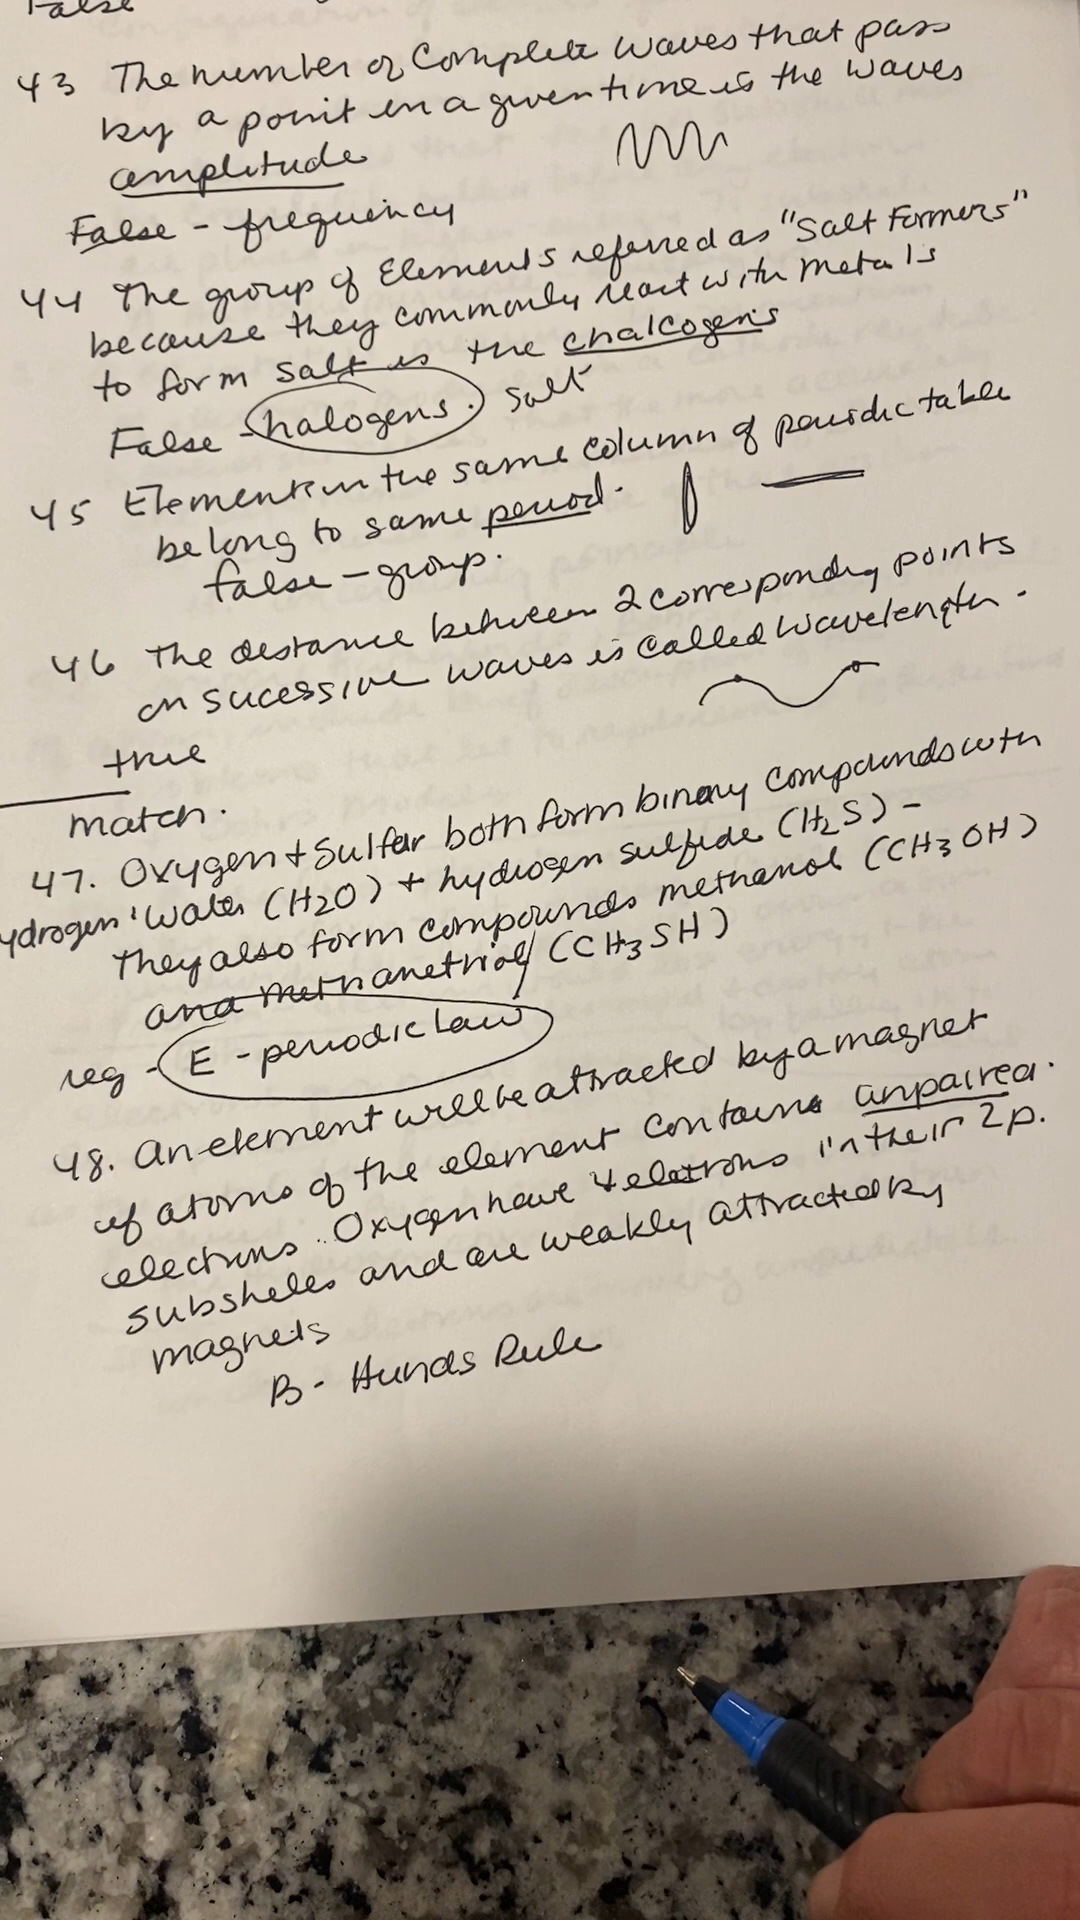 False
43 The number of Complete waves that pass
by a point in a given time is the waves
amplitude
False - frequency
44 The group of Elements referred as "Salt Formers"
because they commonly react with metals
to form salt is the chalcogens
False - halogens. salt
45 Elements in the same column of periodic table
belong to same period.
false - group.
46 The distance between 2 corresponding points
on sucessive waves is called wavelength.
true
Match.
47. Oxygen + Sulfur both form binary compounds with
ydrogen: water (H2O) + hydrogen sulfide (H2S) -
They also form compounds methanol (CH3OH)
and methanethiol (CH3SH)
reg - E - periodic law
48. An element will be attracted by a magnet
if atoms of the element contains unpaired.
electrons. Oxygen have 4 eletrons in their 2p.
subshells and are weakly attracted by
magnets
B - Hunds Rule